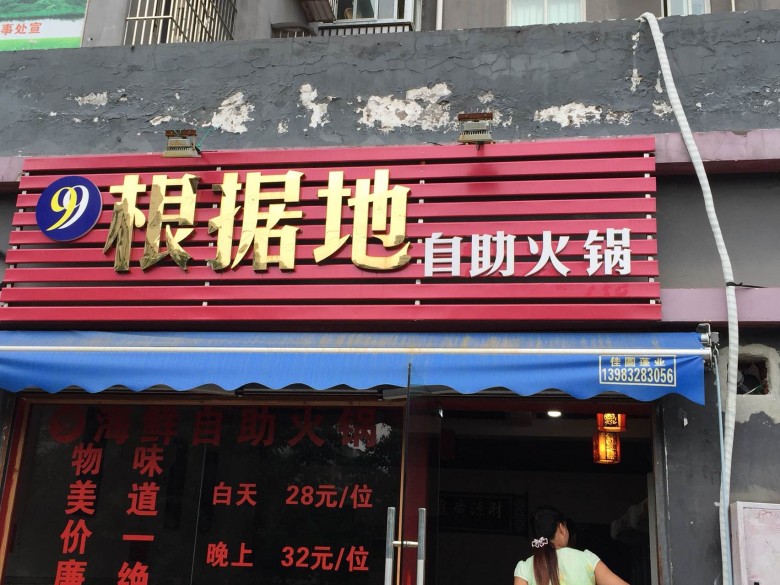 事处宣
99 根据地 自助火锅
佳圆篷业
13983283056
海鲜自助火锅
物美价廉
味道一绝
白天 28元/位
晚上 32元/位